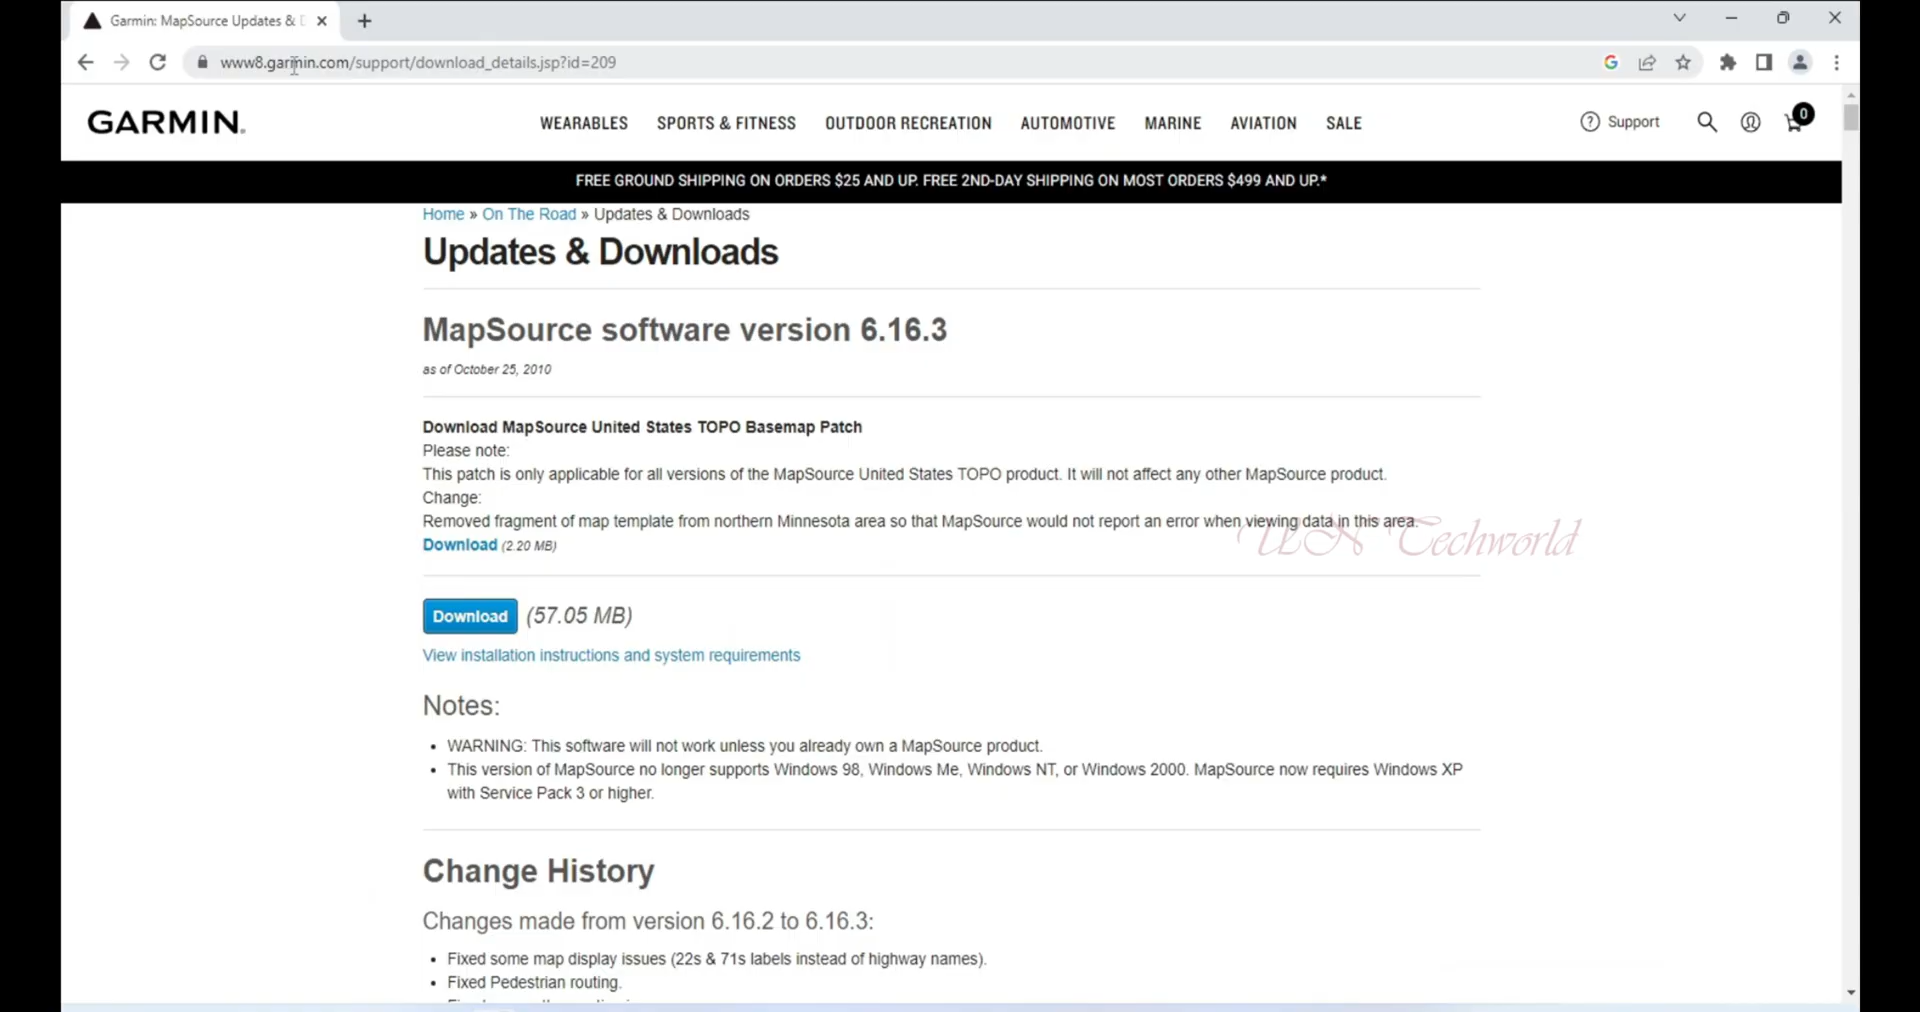 Garmin: MapSource Updates &
www8.garmin.com/support/download_details.jsp?id=209
GARMIN.
WEARABLES SPORTS & FITNESS OUTDOOR RECREATION AUTOMOTIVE MARINE AVIATION SALE
Support
0
FREE GROUND SHIPPING ON ORDERS $25 AND UP. FREE 2ND-DAY SHIPPING ON MOST ORDERS $499 AND UP.*
Home » On The Road » Updates & Downloads
Updates & Downloads
MapSource software version 6.16.3
as of October 25, 2010
Download MapSource United States TOPO Basemap Patch
Please note:
This patch is only applicable for all versions of the MapSource United States TOPO product. It will not affect any other MapSource product.
Change:
Removed fragment of map template from northern Minnesota area so that MapSource would not report an error when viewing data in this area.
Techworld
Download (2.20 MB)
Download (57.05 MB)
View installation instructions and system requirements
Notes:
• WARNING: This software will not work unless you already own a MapSource product.
• This version of MapSource no longer supports Windows 98, Windows Me, Windows NT, or Windows 2000. MapSource now requires Windows XP
with Service Pack 3 or higher.
Change History
Changes made from version 6.16.2 to 6.16.3:
• Fixed some map display issues (22s & 71s labels instead of highway names).
• Fixed Pedestrian routing.